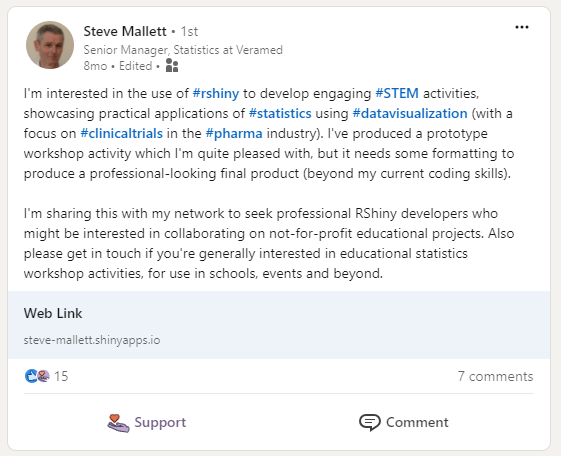 Steve Mallett • 1st
Senior Manager, Statistics at Veramed
8mo • Edited •
I'm interested in the use of #rshiny to develop engaging #STEM activities,
showcasing practical applications of #statistics using #datavisualization (with a
focus on #clinicaltrials in the #pharma industry). I've produced a prototype
workshop activity which I'm quite pleased with, but it needs some formatting to
produce a professional-looking final product (beyond my current coding skills).
I'm sharing this with my network to seek professional RShiny developers who
might be interested in collaborating on not-for-profit educational projects. Also
please get in touch if you're generally interested in educational statistics
workshop activities, for use in schools, events and beyond.
Web Link
steve-mallett.shinyapps.io
15 7 comments
Support Comment